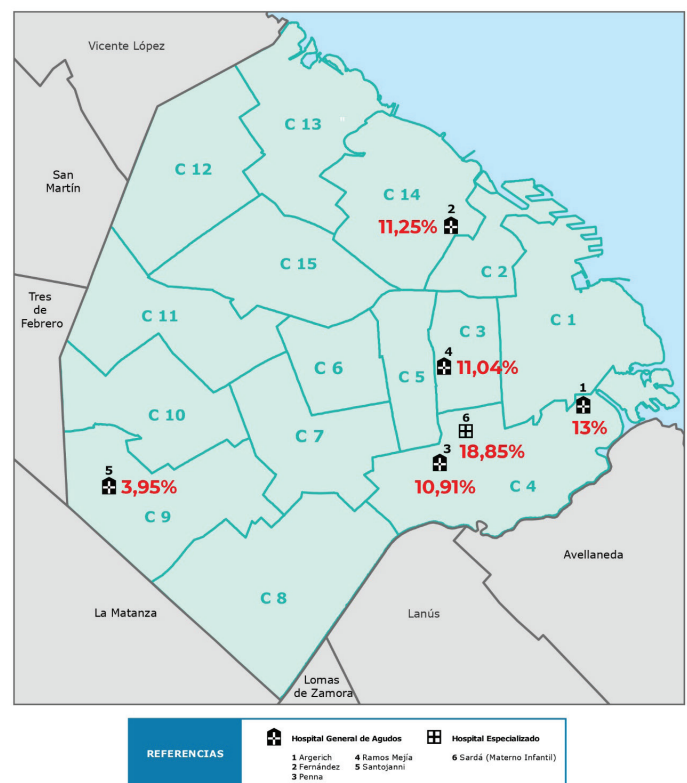 Vicente López
C 13
San
Martín
C 12
C 14
2
11,25%
C 15
C 2
Tres
de
Febrero
C 11
C 1
C 3
4
11,04%
C 6
C 5
1
13%
C 10
6
C 7
18,85%
3
5
3,95%
10,91%
C 4
C 9
Avellaneda
C 8
La Matanza
Lanús
Lomas
de Zamora
REFERENCIAS
Hospital General de Agudos
1 Argerich
2 Fernández
3 Penna
4 Ramos Mejía
5 Santojanni
Hospital Especializado
6 Sardá (Materno Infantil)